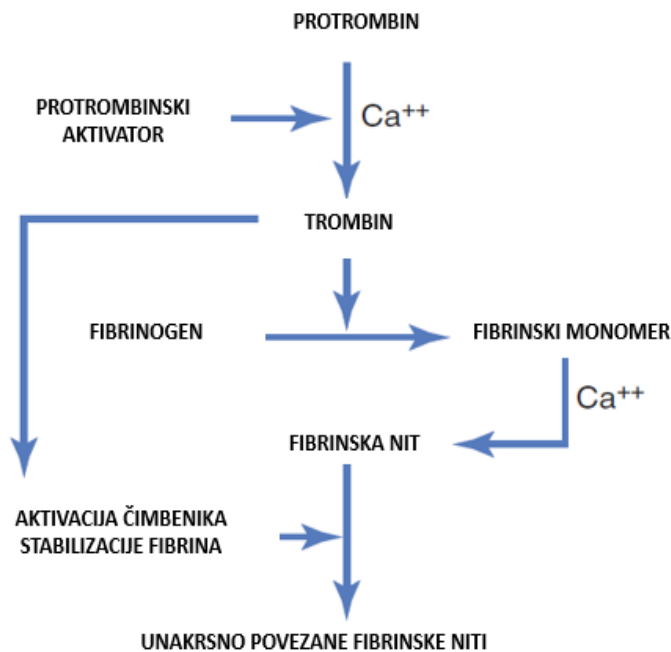 PROTROMBIN
PROTROMBINSKI
AKTIVATOR
Ca++
TROMBIN
FIBRINOGEN
FIBRINSKI MONOMER
Ca++
FIBRINSKA NIT
AKTIVACIJA ČIMBENIKA
STABILIZACIJE FIBRINA
UNAKRSNO POVEZANE FIBRINSKE NITI